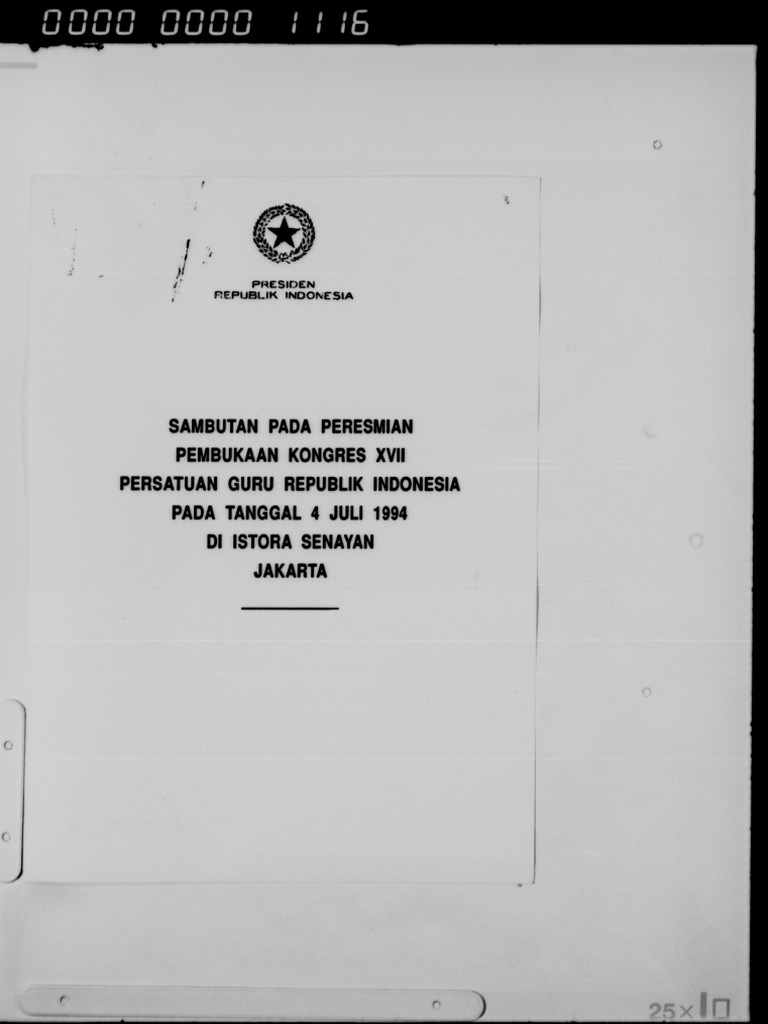 0000 0000 1116
3
PRESIDEN
REPUBLIK INDONESIA
SAMBUTAN PADA PERESMIAN
PEMBUKAAN KONGRES XVII
PERSATUAN GURU REPUBLIK INDONESIA
PADA TANGGAL 4 JULI 1994
DI ISTORA SENAYAN
JAKARTA
25×